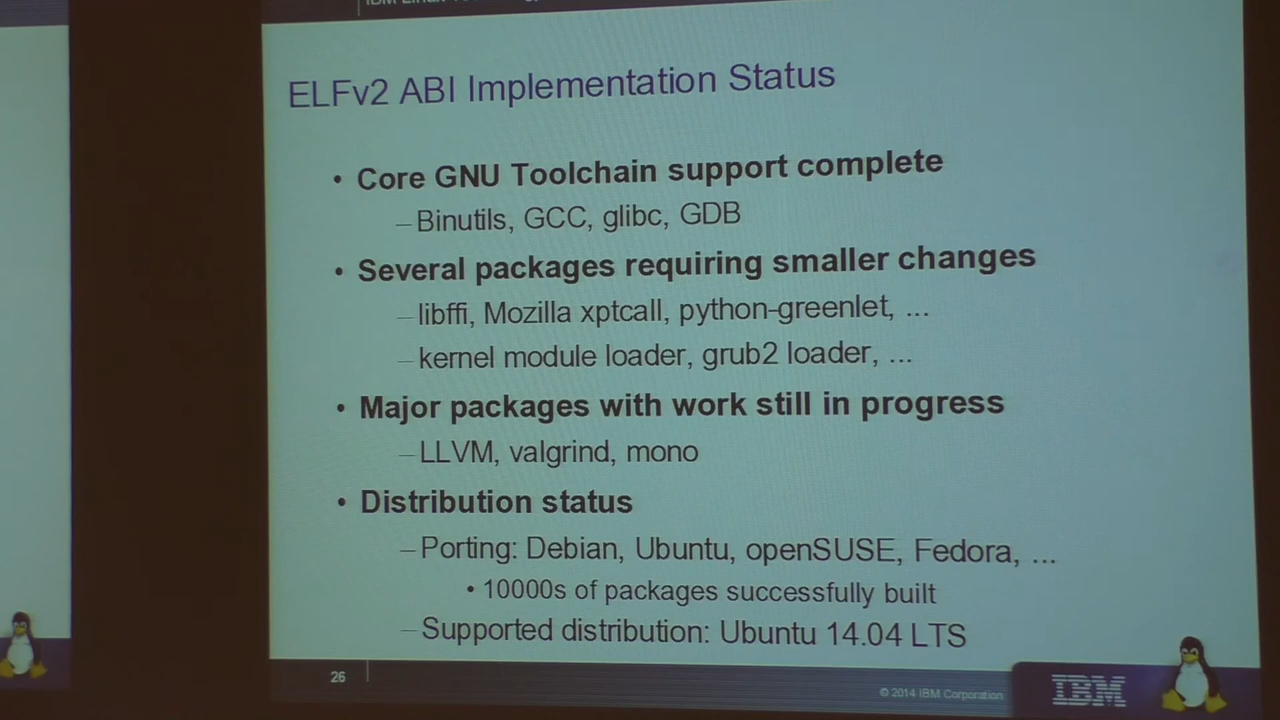 ELFv2 ABI Implementation Status
• Core GNU Toolchain support complete
– Binutils, GCC, glibc, GDB
• Several packages requiring smaller changes
– libffi, Mozilla xptcall, python-greenlet, ...
– kernel module loader, grub2 loader, ...
• Major packages with work still in progress
– LLVM, valgrind, mono
• Distribution status
– Porting: Debian, Ubuntu, openSUSE, Fedora, ...
• 10000s of packages successfully built
– Supported distribution: Ubuntu 14.04 LTS
26
© 2014 IBM Corporation
IBM